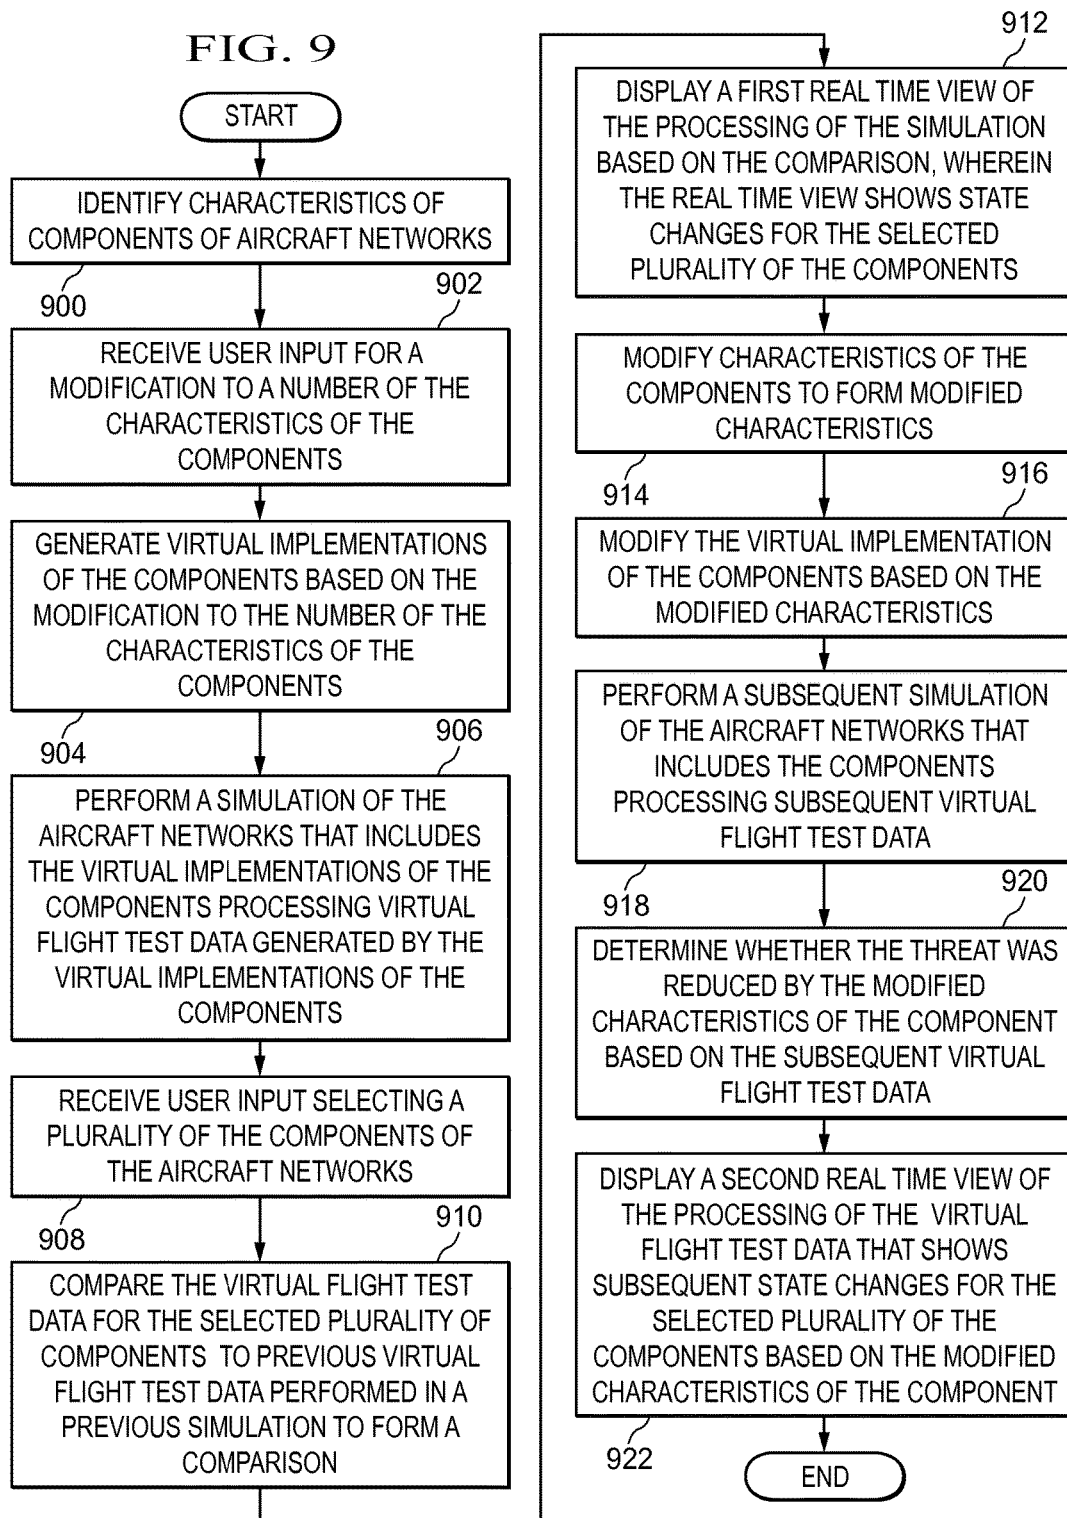 FIG. 9
START
IDENTIFY CHARACTERISTICS OF
COMPONENTS OF AIRCRAFT NETWORKS
900
902
RECEIVE USER INPUT FOR A
MODIFICATION TO A NUMBER OF THE
CHARACTERISTICS OF THE
COMPONENTS
GENERATE VIRTUAL IMPLEMENTATIONS
OF THE COMPONENTS BASED ON THE
MODIFICATION TO THE NUMBER OF THE
CHARACTERISTICS OF THE
COMPONENTS
904
906
PERFORM A SIMULATION OF THE
AIRCRAFT NETWORKS THAT INCLUDES
THE VIRTUAL IMPLEMENTATIONS OF THE
COMPONENTS PROCESSING VIRTUAL
FLIGHT TEST DATA GENERATED BY THE
VIRTUAL IMPLEMENTATIONS OF THE
COMPONENTS
RECEIVE USER INPUT SELECTING A
PLURALITY OF THE COMPONENTS OF
THE AIRCRAFT NETWORKS
908
910
COMPARE THE VIRTUAL FLIGHT TEST
DATA FOR THE SELECTED PLURALITY OF
COMPONENTS TO PREVIOUS VIRTUAL
FLIGHT TEST DATA PERFORMED IN A
PREVIOUS SIMULATION TO FORM A
COMPARISON
912
DISPLAY A FIRST REAL TIME VIEW OF
THE PROCESSING OF THE SIMULATION
BASED ON THE COMPARISON, WHEREIN
THE REAL TIME VIEW SHOWS STATE
CHANGES FOR THE SELECTED
PLURALITY OF THE COMPONENTS
MODIFY CHARACTERISTICS OF THE
COMPONENTS TO FORM MODIFIED
CHARACTERISTICS
914
916
MODIFY THE VIRTUAL IMPLEMENTATION
OF THE COMPONENTS BASED ON THE
MODIFIED CHARACTERISTICS
PERFORM A SUBSEQUENT SIMULATION
OF THE AIRCRAFT NETWORKS THAT
INCLUDES THE COMPONENTS
PROCESSING SUBSEQUENT VIRTUAL
FLIGHT TEST DATA
918
920
DETERMINE WHETHER THE THREAT WAS
REDUCED BY THE MODIFIED
CHARACTERISTICS OF THE COMPONENT
BASED ON THE SUBSEQUENT VIRTUAL
FLIGHT TEST DATA
DISPLAY A SECOND REAL TIME VIEW OF
THE PROCESSING OF THE VIRTUAL
FLIGHT TEST DATA THAT SHOWS
SUBSEQUENT STATE CHANGES FOR THE
SELECTED PLURALITY OF THE
COMPONENTS BASED ON THE MODIFIED
CHARACTERISTICS OF THE COMPONENT
922
END